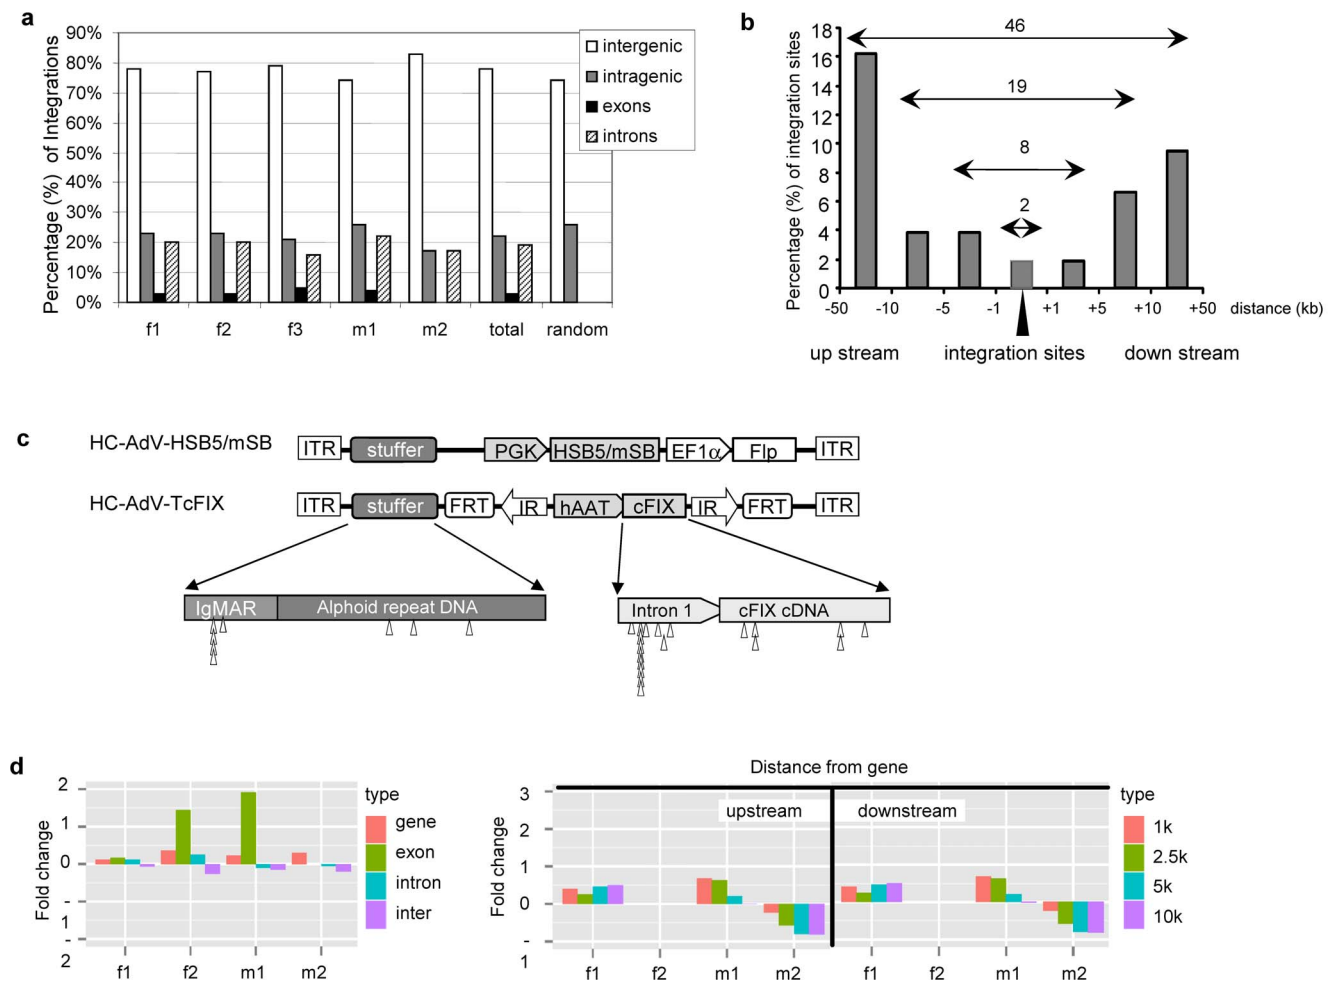 a
Percentage (%) of Integrations
90%
80%
70%
60%
50%
40%
30%
20%
10%
0%
f1 f2 f3 m1 m2 total random
intergenic
intragenic
exons
introns
b
Percentage (%) of integration sites
18
16
14
12
10
8
6
4
2
0
46
19
8
2
-50 -10 -5 -1 +1 +5 +10 +50 distance (kb)
up stream integration sites down stream
c
HC-AdV-HSB5/mSB ITR stuffer PGK HSB5/mSB EF1α Flp ITR
HC-AdV-TcFIX ITR stuffer FRT IR hAAT cFIX IR FRT ITR
IgMAR Alphoid repeat DNA Intron 1 cFIX cDNA
d
Fold change
2
1
0
-
1
-
2
f1 f2 m1 m2
type
gene
exon
intron
inter
Distance from gene
upstream downstream
Fold change
3
2
1
0
-
1
f1 f2 m1 m2 f1 f2 m1 m2
type
1k
2.5k
5k
10k